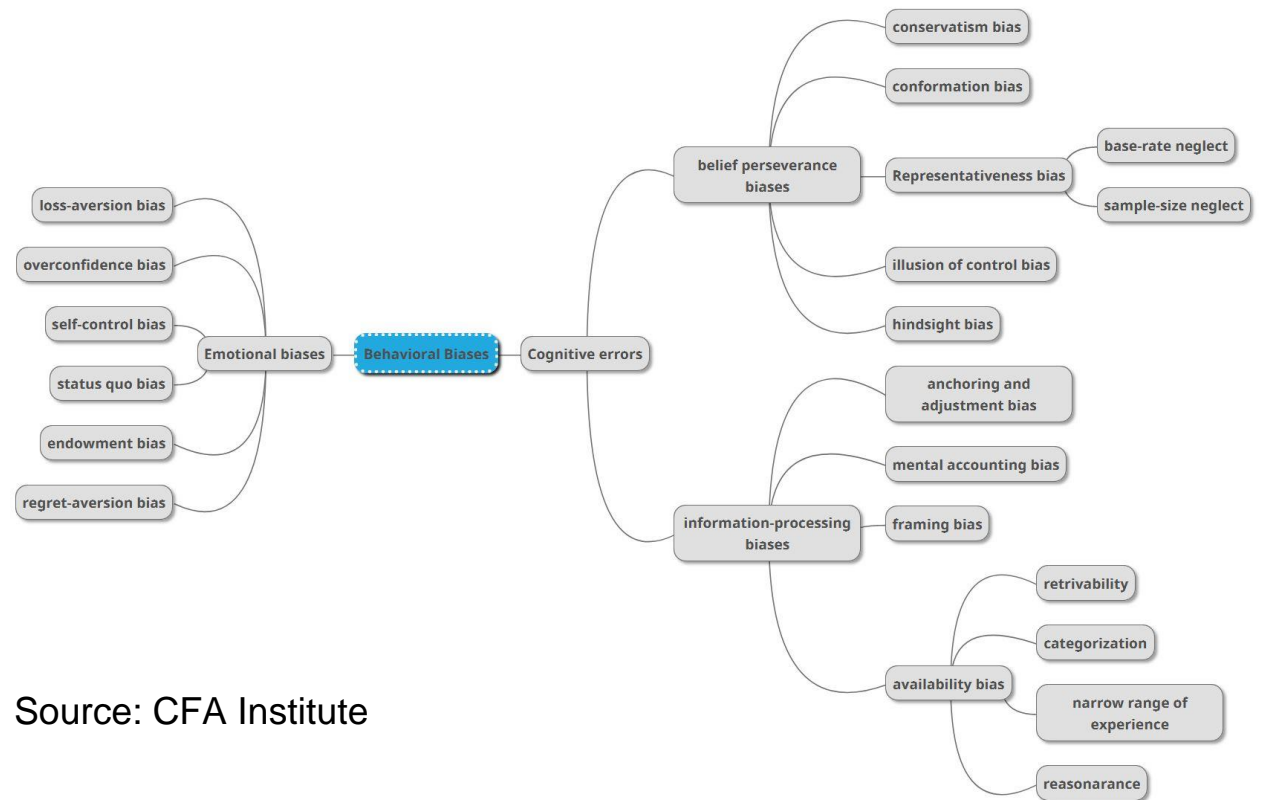 conservatism bias
conformation bias
belief perseverance
biases
Representativeness bias
base-rate neglect
sample-size neglect
illusion of control bias
hindsight bias
loss-aversion bias
overconfidence bias
self-control bias
status quo bias
endowment bias
regret-aversion bias
Emotional biases
Behavioral Biases
Cognitive errors
anchoring and
adjustment bias
mental accounting bias
information-processing
biases
framing bias
availability bias
retrivability
categorization
narrow range of
experience
reasonarance
Source: CFA Institute